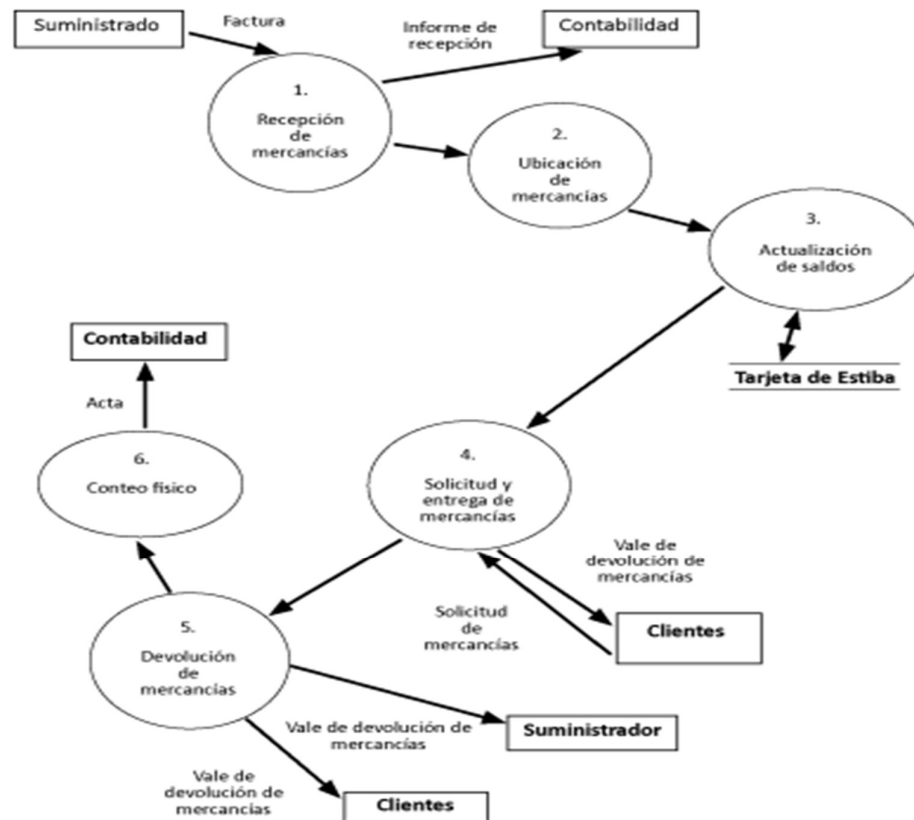 Suministrado
Factura
Informe de
recepción
Contabilidad
1.
Recepción
de
mercancías
2.
Ubicación
de
mercancías
3.
Actualización
de saldos
Tarjeta de Estiba
4.
Solicitud y
entrega de
mercancías
Vale de
devolución de
mercancías
Solicitud
de
mercancías
Clientes
5.
Devolución
de
mercancías
Vale de devolución de
mercancías
Suministrador
Vale de
devolución de
mercancías
Clientes
6.
Conteo físico
Acta
Contabilidad